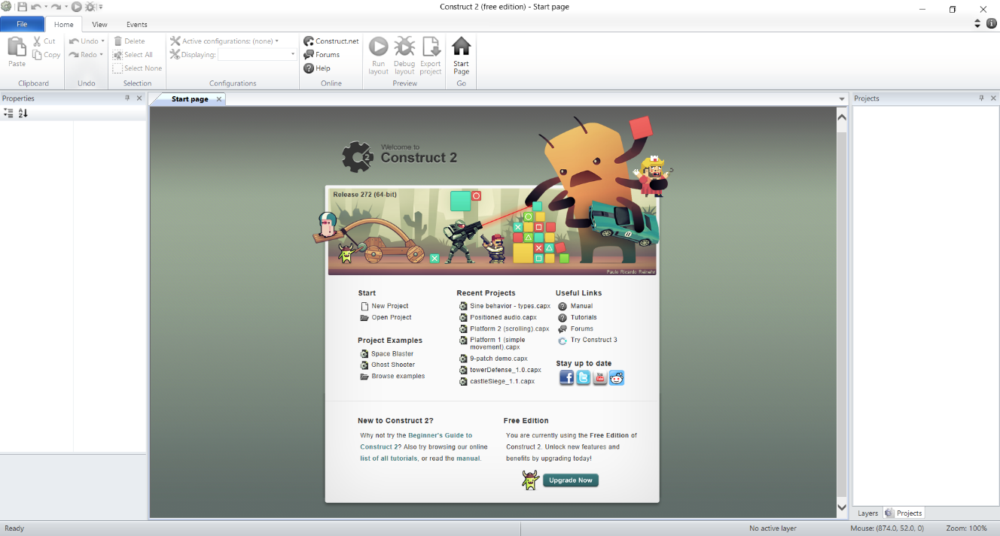 Construct 2 (free edition) - Start page
File Home View Events
Paste Cut Copy Clipboard
Undo Redo Undo
Delete Select All Select None Selection
Active configurations: (none) Displaying: Configurations
Construct.net Forums Help Online
Run layout Debug layout Export project Preview
Start Page Go
Properties
Start page
Projects
Welcome to
Construct 2
Release 272 (64-bit)
Paulo Ricardo Reinehr
Start
New Project
Open Project
Project Examples
Space Blaster
Ghost Shooter
Browse examples
Recent Projects
Sine behavior - types.capx
Positioned audio.capx
Platform 2 (scrolling).capx
Platform 1 (simple
movement).capx
9-patch demo.capx
towerDefense_1.0.capx
castleSiege_1.1.capx
Useful Links
Manual
Tutorials
Forums
Try Construct 3
Stay up to date
New to Construct 2?
Why not try the Beginner's Guide to
Construct 2? Also try browsing our online
list of all tutorials, or read the manual.
Free Edition
You are currently using the Free Edition of
Construct 2. Unlock new features and
benefits by upgrading today!
Upgrade Now
Layers Projects
Ready
No active layer
Mouse: (874.0, 52.0, 0)
Zoom: 100%